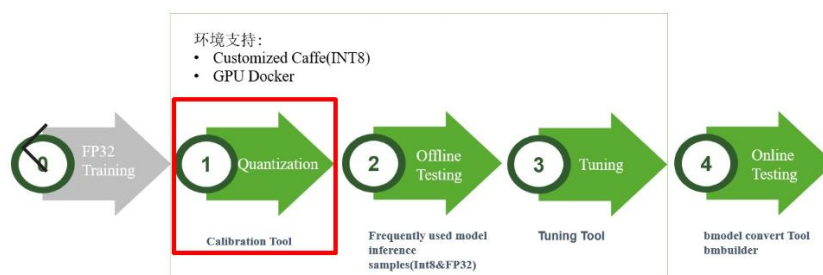 环境支持:
• Customized Caffe(INT8)
• GPU Docker
0
FP32
Training
1
Quantization
2
Offline
Testing
3
Tuning
4
Online
Testing
Calibration Tool
Frequently used model
inference
samples(Int8&FP32)
Tuning Tool
bmodel convert Tool
bmbuilder